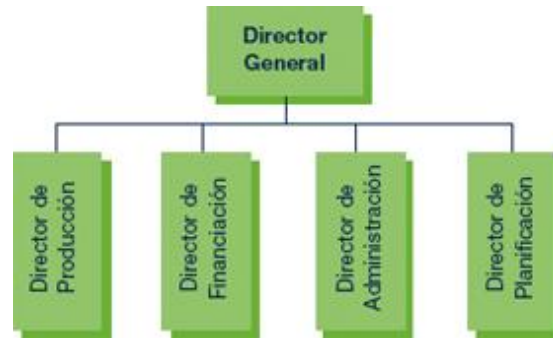 Director
General
Director de
Producción
Director de
Financiación
Director de
Administración
Director de
Planificación